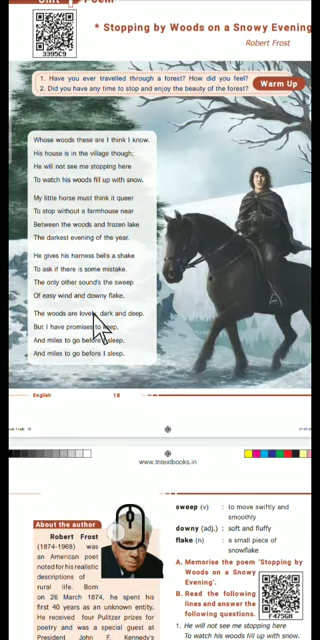 Poem
* Stopping by Woods on a Snowy Evening
Robert Frost
3395C9
1. Have you ever travelled through a forest? How did you feel?
2. Did you have any time to stop and enjoy the beauty of the forest?
Warm Up
Whose woods these are I think I know.
His house is in the village though;
He will not see me stopping here
To watch his woods fill up with snow.
My little horse must think it queer
To stop without a farmhouse near
Between the woods and frozen lake
The darkest evening of the year.
He gives his harness bells a shake
To ask if there is some mistake.
The only other sound's the sweep
Of easy wind and downy flake.
The woods are lovely, dark and deep.
But I have promises to keep,
And miles to go before I sleep.
And miles to go before I sleep.
English
18
www.tntextbooks.in
About the author
Robert Frost
(1874-1968) was
an American poet
noted for his realistic
descriptions of
rural life. Born
on 26 March 1874, he spent his
first 40 years as an unknown entity.
He received four Pulitzer prizes for
poetry and was a special guest at
President John F. Kennedy's
sweep (v) : to move swiftly and
smoothly
downy (adj.) : soft and fluffy
flake (n) : a small piece of
snowflake
A. Memorise the poem 'Stopping by
Woods on a Snowy
Evening'.
B. Read the following
lines and answer the
following questions.
F475G8
1. He will not see me stopping here
To watch his woods fill up with snow.